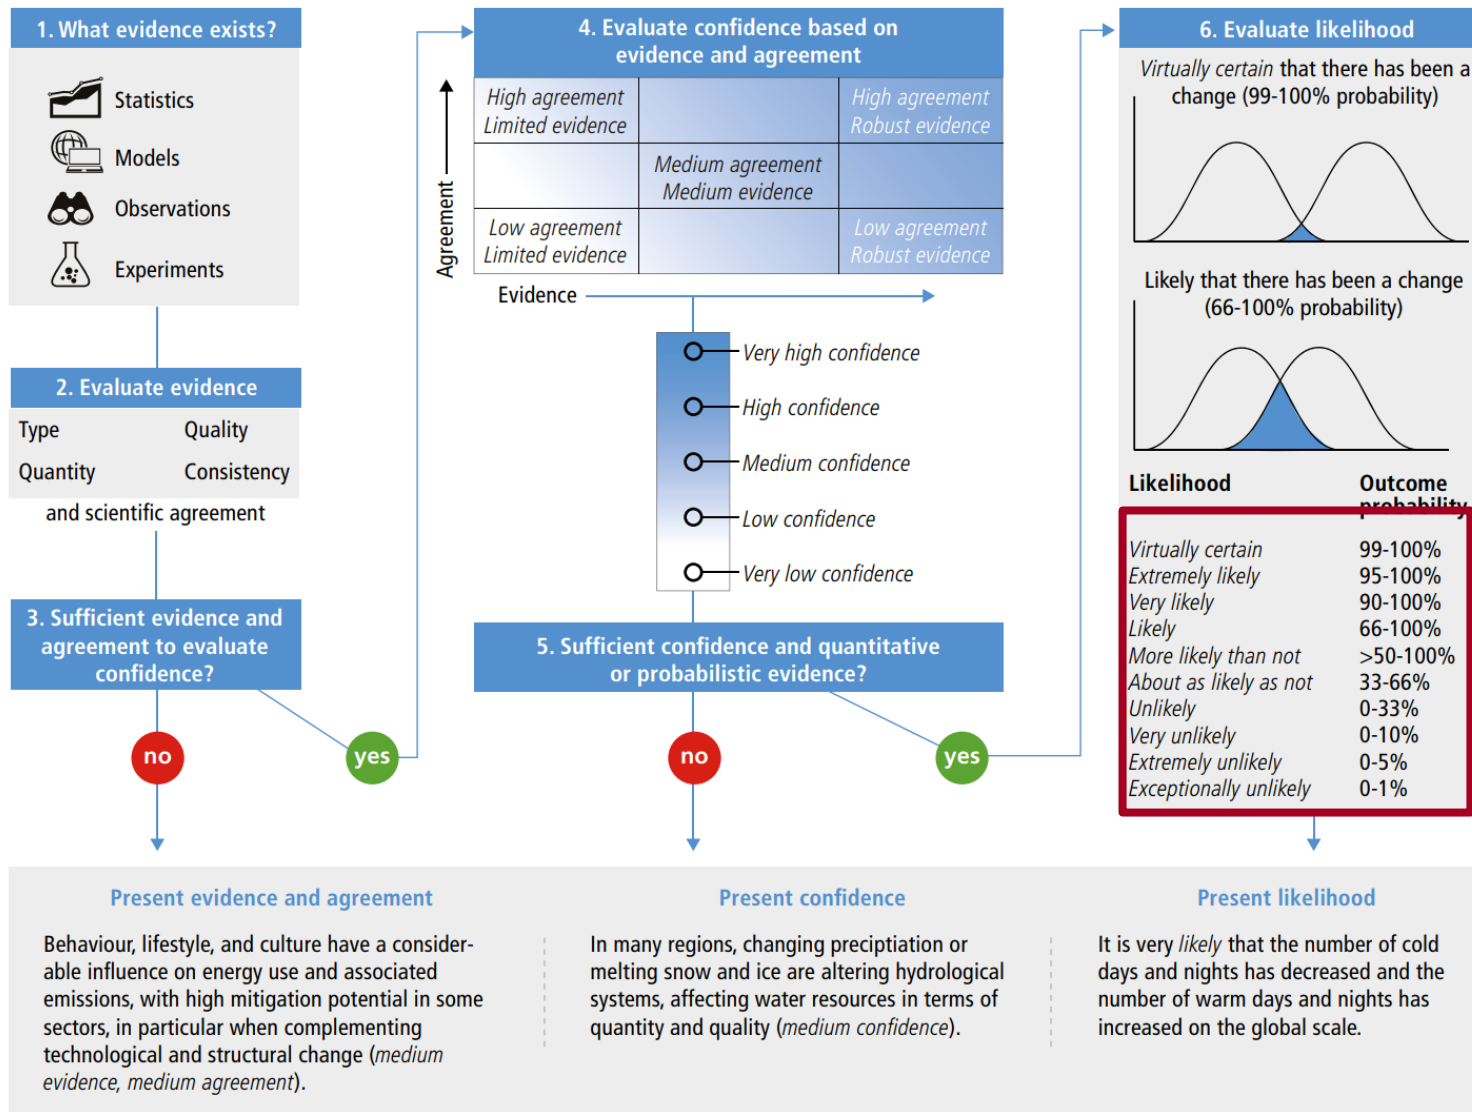 1. What evidence exists?
Statistics
Models
Observations
Experiments
2. Evaluate evidence
Type Quality
Quantity Consistency
and scientific agreement
3. Sufficient evidence and
agreement to evaluate
confidence?
no
yes
4. Evaluate confidence based on
evidence and agreement
Agreement
High agreement
Limited evidence
High agreement
Robust evidence
Medium agreement
Medium evidence
Low agreement
Limited evidence
Low agreement
Robust evidence
Evidence
Very high confidence
High confidence
Medium confidence
Low confidence
Very low confidence
5. Sufficient confidence and quantitative
or probabilistic evidence?
no
yes
6. Evaluate likelihood
Virtually certain that there has been a
change (99-100% probability)
Likely that there has been a change
(66-100% probability)
Likelihood Outcome
probability
Virtually certain 99-100%
Extremely likely 95-100%
Very likely 90-100%
Likely 66-100%
More likely than not >50-100%
About as likely as not 33-66%
Unlikely 0-33%
Very unlikely 0-10%
Extremely unlikely 0-5%
Exceptionally unlikely 0-1%
Present evidence and agreement
Behaviour, lifestyle, and culture have a consider-
able influence on energy use and associated
emissions, with high mitigation potential in some
sectors, in particular when complementing
technological and structural change (medium
evidence, medium agreement).
Present confidence
In many regions, changing preciptiation or
melting snow and ice are altering hydrological
systems, affecting water resources in terms of
quantity and quality (medium confidence).
Present likelihood
It is very likely that the number of cold
days and nights has decreased and the
number of warm days and nights has
increased on the global scale.